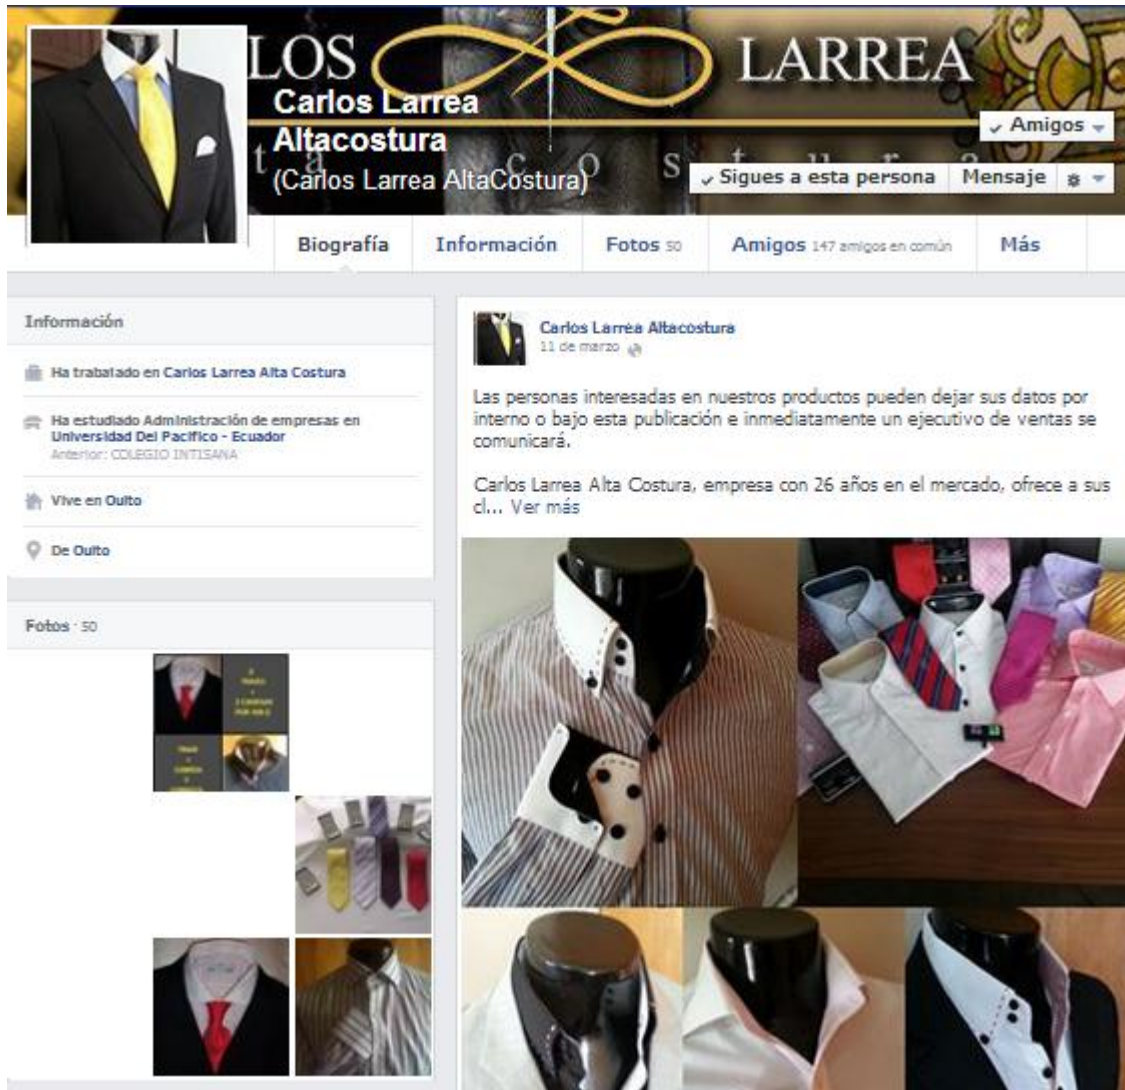 LOS LARREA
Carlos Larrea
Altacostura
(Carlos Larrea AltaCostura)
t a c o s t u r a
Amigos
Sigues a esta persona
Mensaje
Biografía
Información
Fotos 50
Amigos 147 amigos en común
Más
Información
Ha trabalado en Carlos Larrea Alta Costura
Ha estudiado Administración de empresas en
Universidad Del Pacifico - Ecuador
Anterior: COLEGIO INTISANA
Vive en Ouito
De Ouito
Fotos · 50
Carlos Larrea Altacostura
11 de marzo
Las personas interesadas en nuestros productos pueden dejar sus datos por
interno o bajo esta publicación e inmediatamente un ejecutivo de ventas se
comunicará.
Carlos Larrea Alta Costura, empresa con 26 años en el mercado, ofrece a sus
cl... Ver más